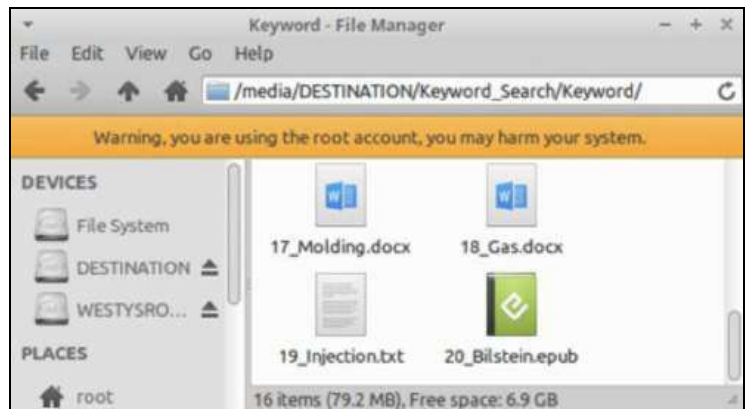 Keyword - File Manager
File Edit View Go Help
/media/DESTINATION/Keyword_Search/Keyword/
Warning, you are using the root account, you may harm your system.
DEVICES
File System
DESTINATION
WESTYSRO...
PLACES
root
17_Molding.docx
18_Gas.docx
19_Injection.txt
20_Bilstein.epub
16 items (79.2 MB), Free space: 6.9 GB